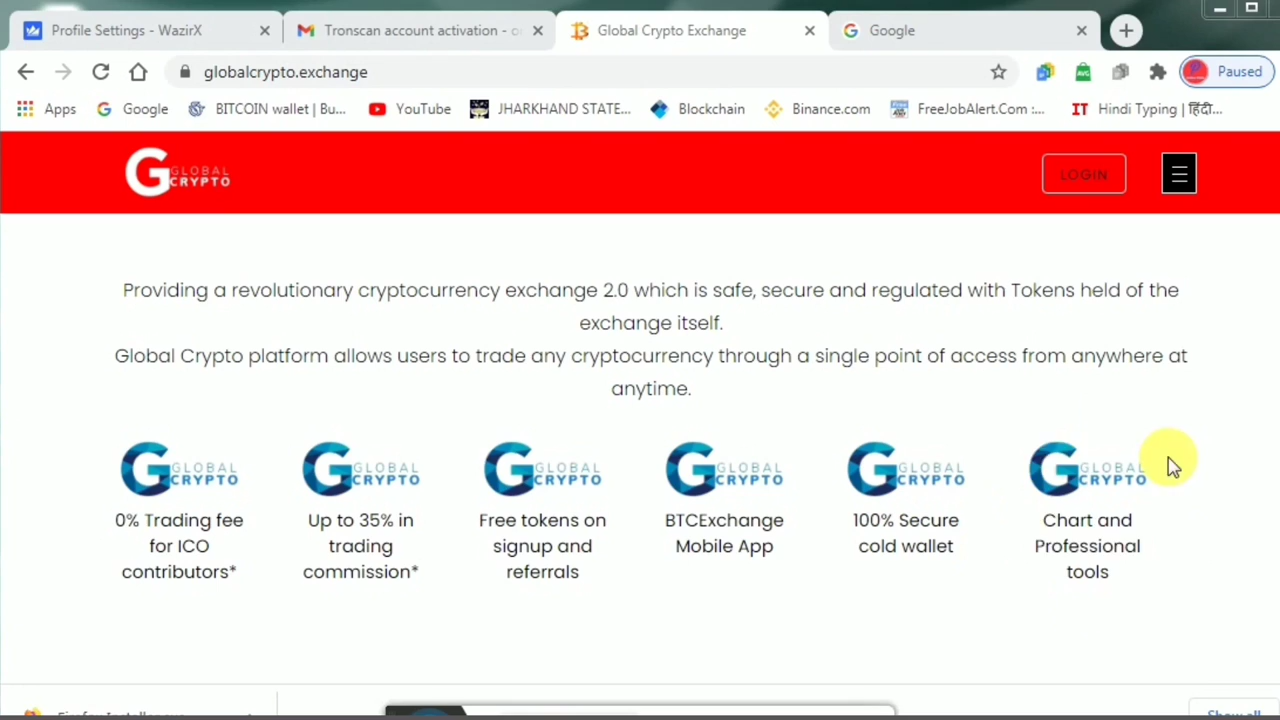 Profile Settings - WazirX
Tronscan account activation - o
Global Crypto Exchange
Google
globalcrypto.exchange
Paused
Apps
Google
BITCOIN wallet | Bu...
YouTube
JHARKHAND STATE...
Blockchain
Binance.com
FreeJobAlert.Com :...
Hindi Typing | हिंदी...
GLOBAL
CRYPTO
LOGIN
Providing a revolutionary cryptocurrency exchange 2.0 which is safe, secure and regulated with Tokens held of the
exchange itself.
Global Crypto platform allows users to trade any cryptocurrency through a single point of access from anywhere at
anytime.
GLOBAL CRYPTO
GLOBAL CRYPTO
GLOBAL CRYPTO
GLOBAL CRYPTO
GLOBAL CRYPTO
GLOBAL CRYPTO
0% Trading fee
for ICO
contributors*
Up to 35% in
trading
commission*
Free tokens on
signup and
referrals
BTCExchange
Mobile App
100% Secure
cold wallet
Chart and
Professional
tools
Show all